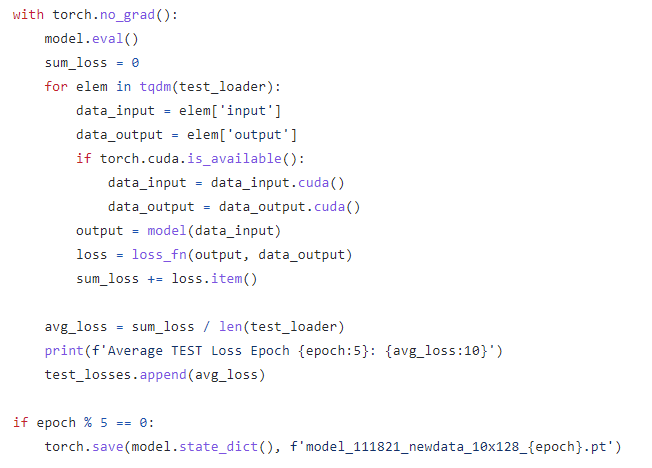 with torch.no_grad():
    model.eval()
    sum_loss = 0
    for elem in tqdm(test_loader):
        data_input = elem['input']
        data_output = elem['output']
        if torch.cuda.is_available():
            data_input = data_input.cuda()
            data_output = data_output.cuda()
        output = model(data_input)
        loss = loss_fn(output, data_output)
        sum_loss += loss.item()

    avg_loss = sum_loss / len(test_loader)
    print(f'Average TEST Loss Epoch {epoch:5}: {avg_loss:10}')
    test_losses.append(avg_loss)

if epoch % 5 == 0:
    torch.save(model.state_dict(), f'model_111821_newdata_10x128_{epoch}.pt')